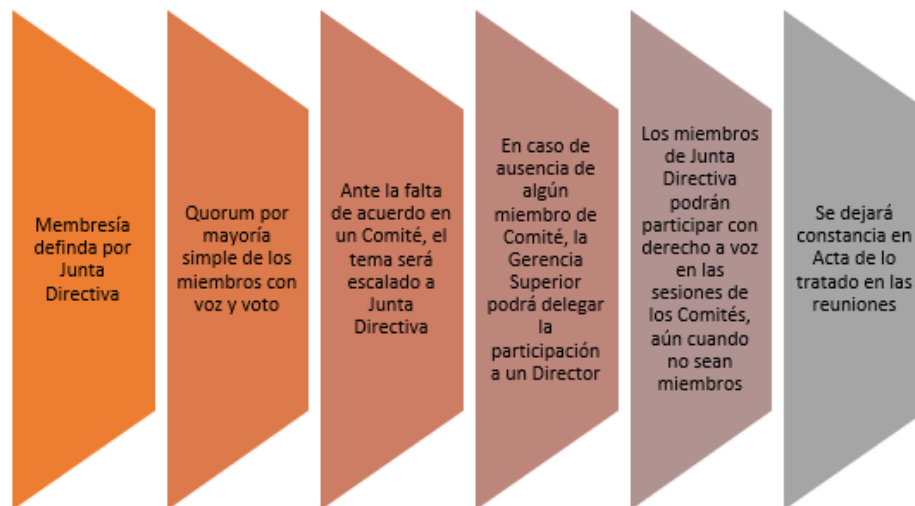 Membresía
definda por
Junta
Directiva
Quorum por
mayoría
simple de los
miembros con
voz y voto
Ante la falta
de acuerdo en
un Comité, el
tema será
escalado a
Junta
Directiva
En caso de
ausencia de
algún
miembro de
Comité, la
Gerencia
Superior
podrá delegar
la
participación
a un Director
Los miembros
de Junta
Directiva
podrán
participar con
derecho a voz
en las
sesiones de
los Comités,
aún cuando
no sean
miembros
Se dejará
constancia en
Acta de lo
tratado en las
reuniones